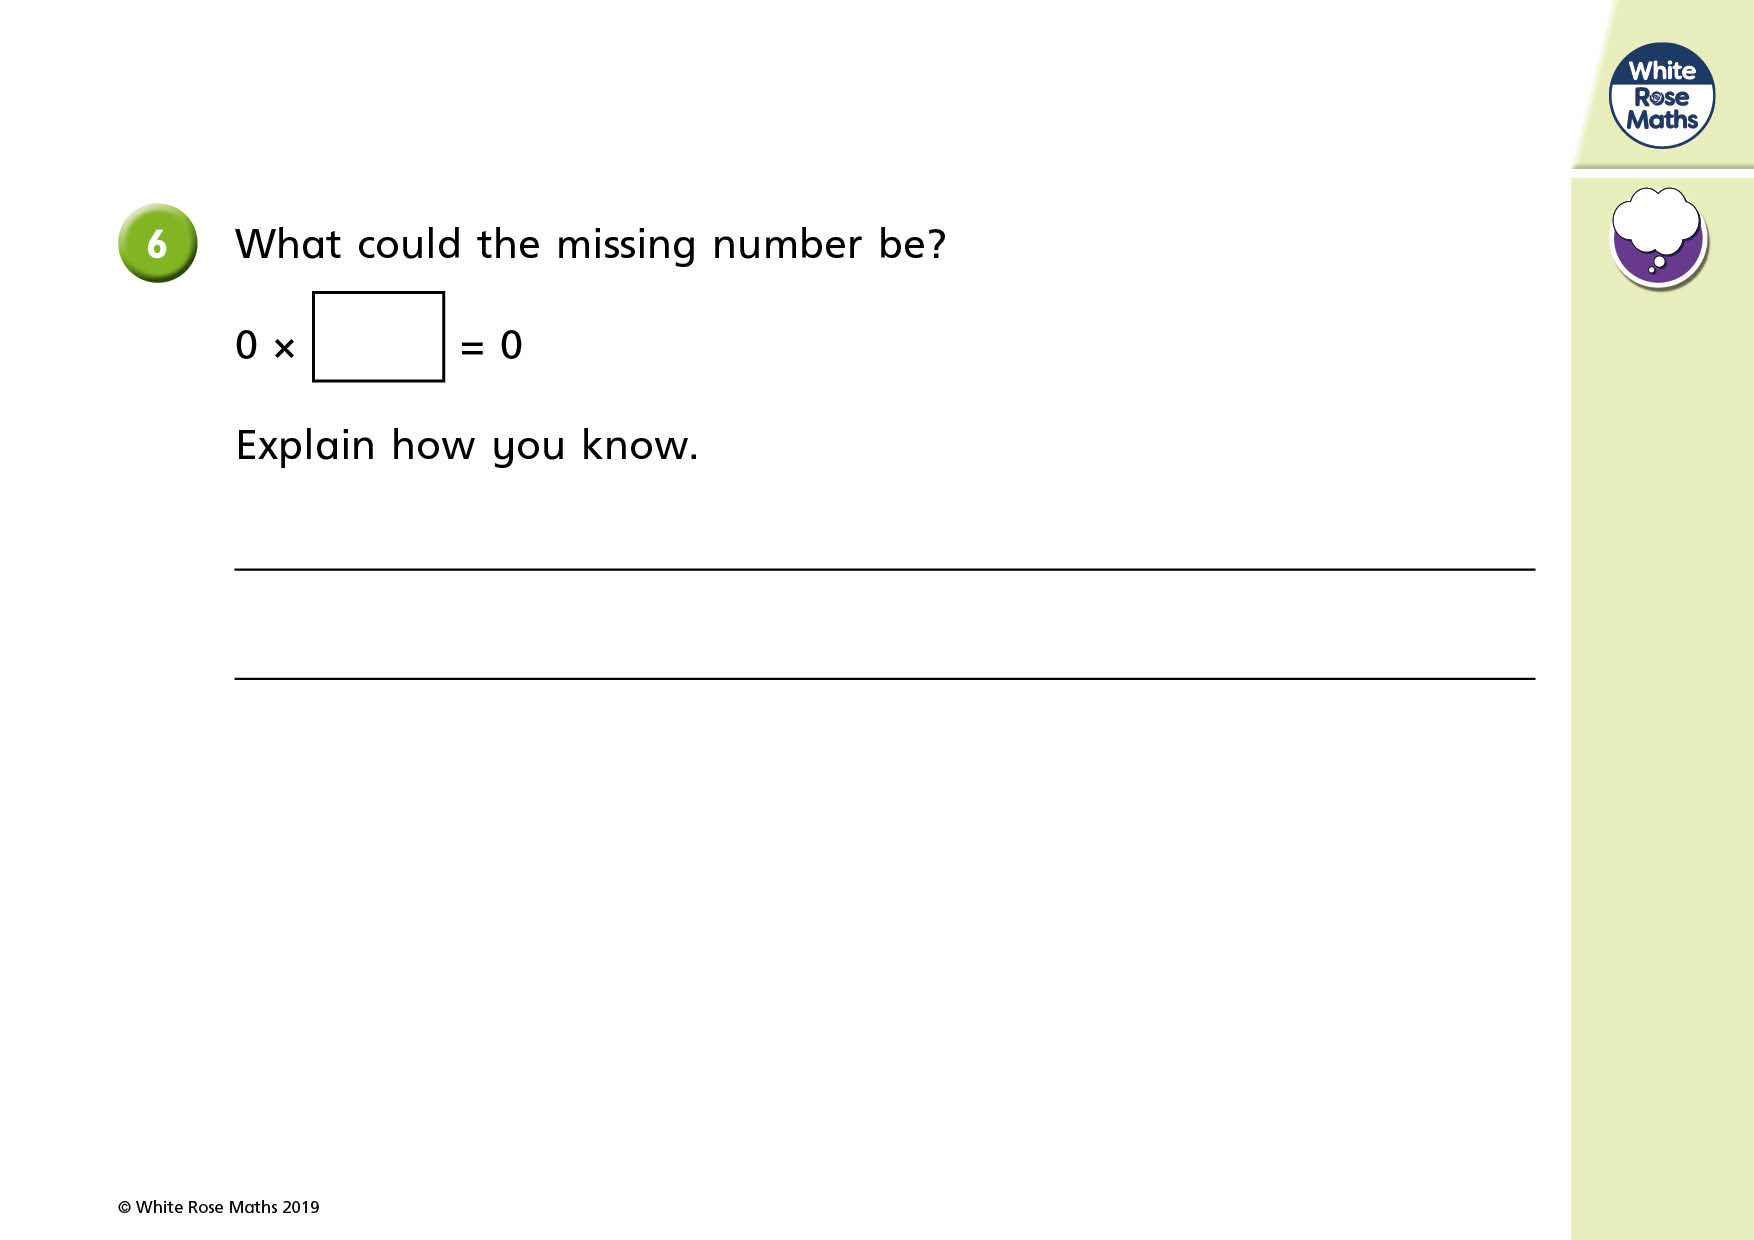 White
Rose
Maths
6 What could the missing number be?
0 × = 0
Explain how you know.
© White Rose Maths 2019